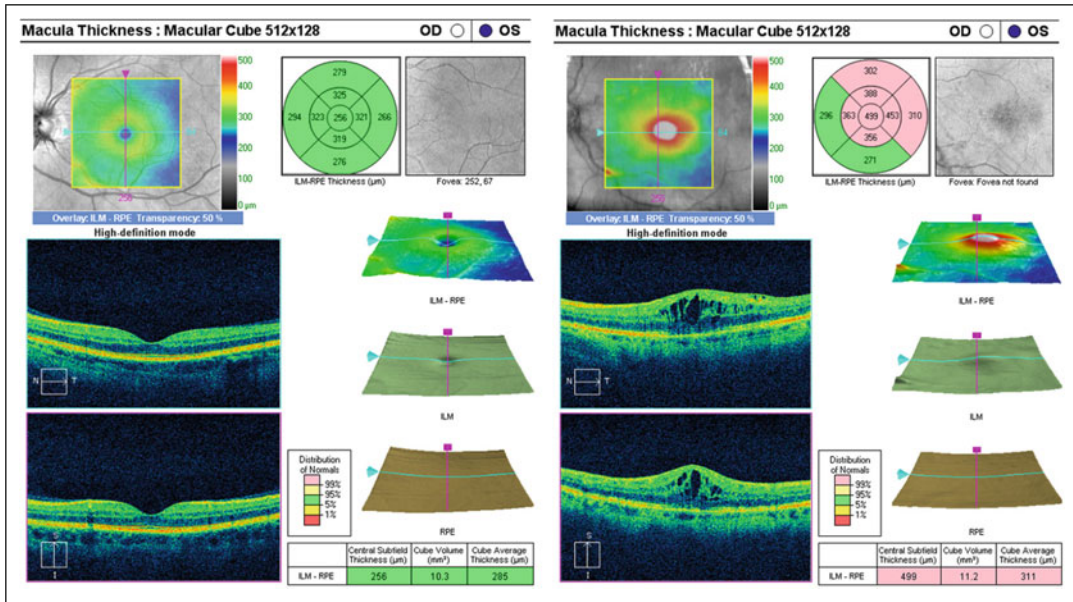 Macula Thickness : Macular Cube 512x128 OD OS
500
400
300
200
100
0 µm
256
Overlay: ILM - RPE Transparency: 50 %
279
325
294 323 256 321 266
319
276
ILM-RPE Thickness (µm)
Fovea: 252, 67
High-definition mode
N T
S
I
ILM - RPE
ILM
RPE
Distribution
of Normals
99%
95%
5%
1%
Central Subfield Thickness (µm) Cube Volume (mm³) Cube Average Thickness (µm)
ILM - RPE 256 10.3 285
Macula Thickness : Macular Cube 512x128 OD OS
500
400
300
200
100
0 µm
64
Overlay: ILM - RPE Transparency: 50 %
302
388
296 363 499 453 310
356
271
ILM-RPE Thickness (µm)
Fovea: Fovea not found
High-definition mode
N T
S
I
ILM - RPE
ILM
RPE
Distribution
of Normals
99%
95%
5%
1%
Central Subfield Thickness (µm) Cube Volume (mm³) Cube Average Thickness (µm)
ILM - RPE 499 11.2 311